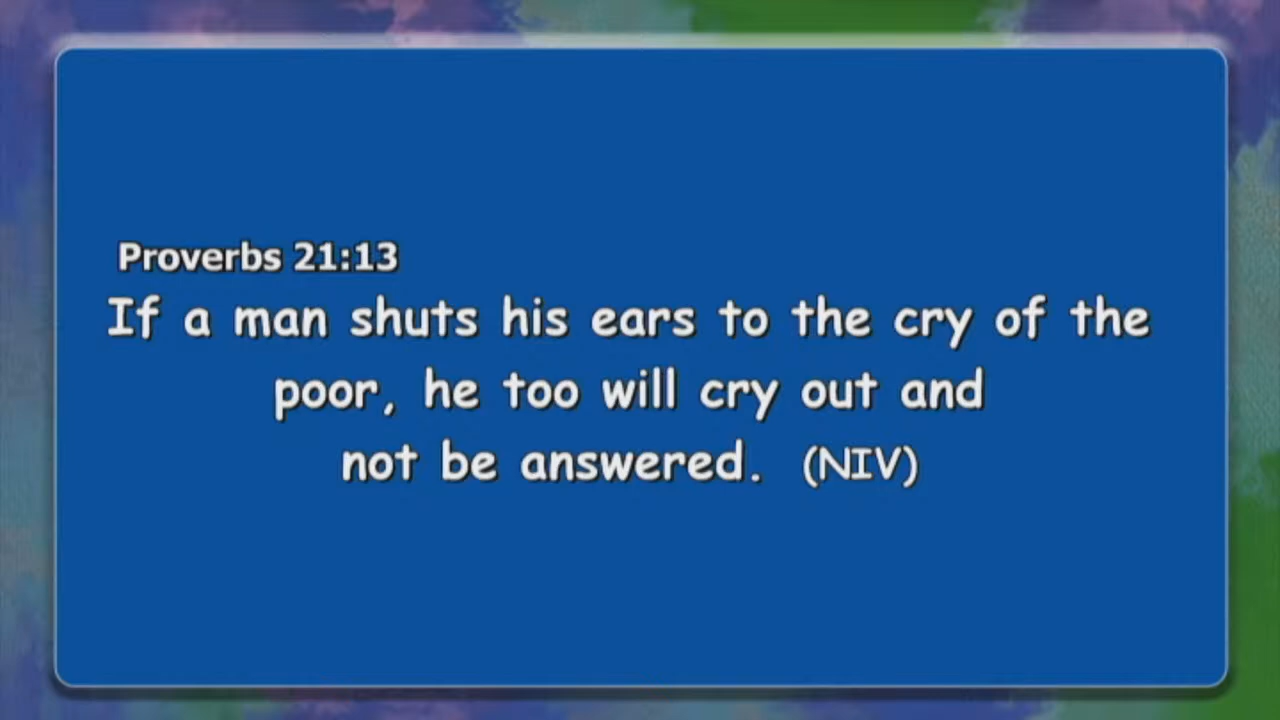 Proverbs 21:13
If a man shuts his ears to the cry of the
poor, he too will cry out and
not be answered. (NIV)